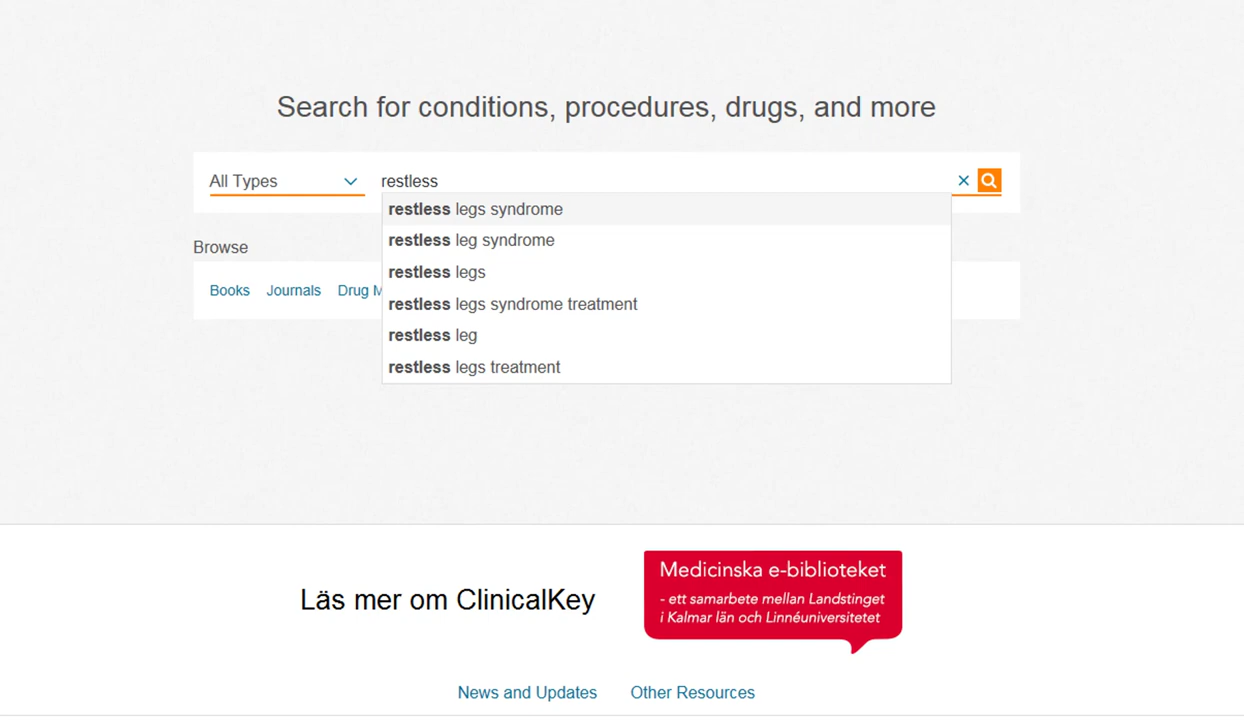 Search for conditions, procedures, drugs, and more
All Types
restless
restless legs syndrome
restless leg syndrome
restless legs
restless legs syndrome treatment
restless leg
restless legs treatment
Browse
Books Journals Drug M
Läs mer om ClinicalKey
Medicinska e-biblioteket
- ett samarbete mellan Landstinget
i Kalmar län och Linnéuniversitetet
News and Updates Other Resources